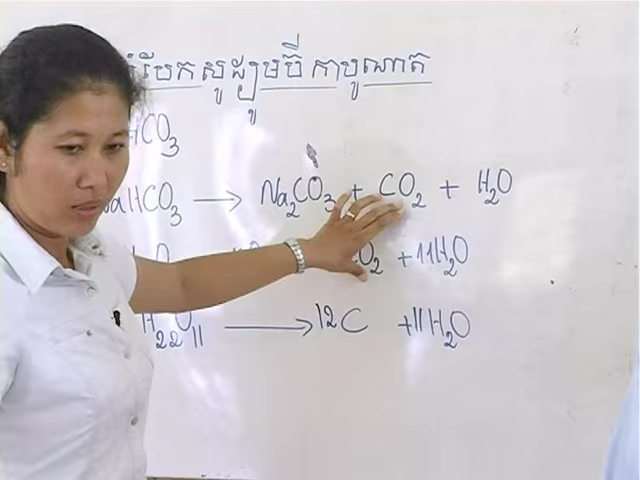 បែកសូដ្យូមប៊ីកាបូណាត
HCO3
NaHCO3 → Na2CO3 + CO2 + H2O
O2 + 11H2O
H22O11 → 12C + 11H2O